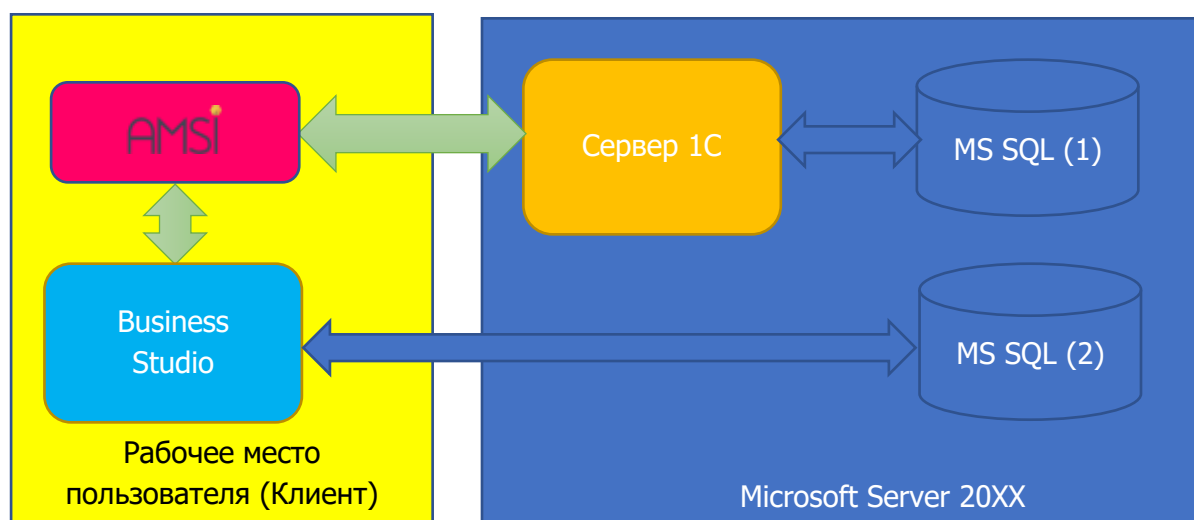 AMSi
Сервер 1С
MS SQL (1)
Business
Studio
MS SQL (2)
Рабочее место
пользователя (Клиент)
Microsoft Server 20XX